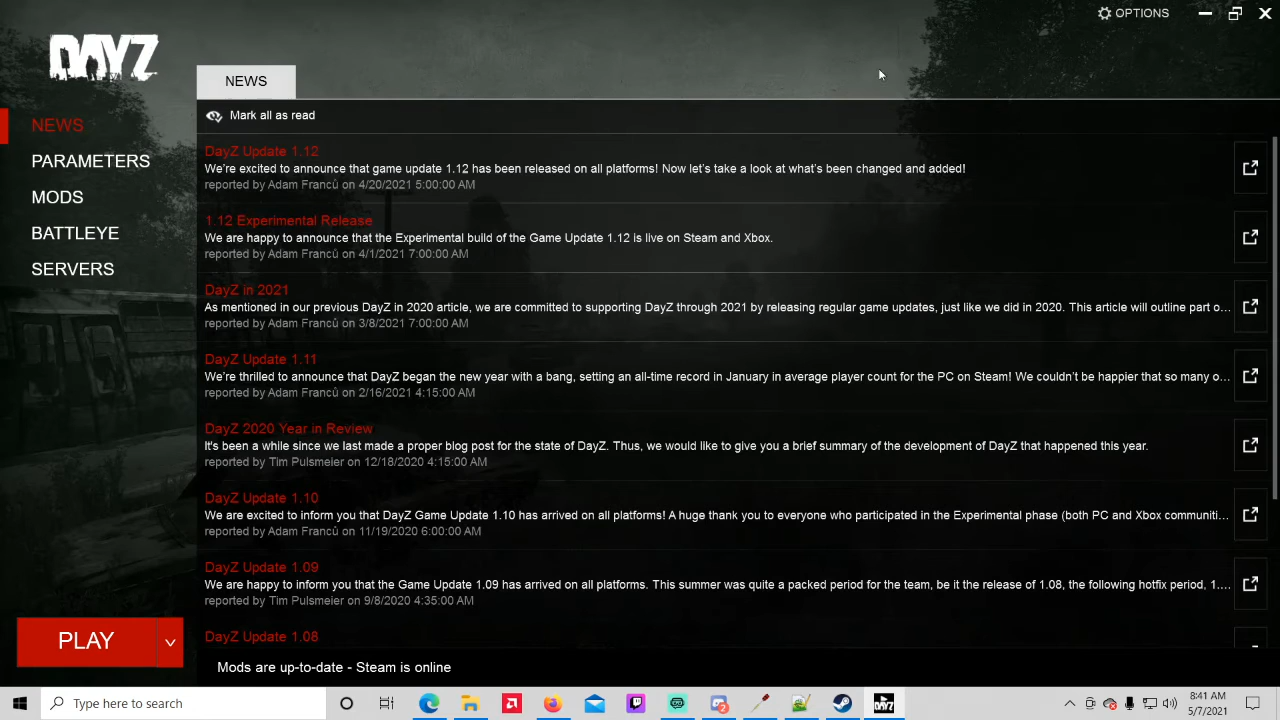 OPTIONS
DAYZ
NEWS
NEWS
PARAMETERS
MODS
BATTLEYE
SERVERS
Mark all as read
DayZ Update 1.12
We're excited to announce that game update 1.12 has been released on all platforms! Now let's take a look at what's been changed and added!
reported by Adam Franců on 4/20/2021 5:00:00 AM
1.12 Experimental Release
We are happy to announce that the Experimental build of the Game Update 1.12 is live on Steam and Xbox.
reported by Adam Franců on 4/1/2021 7:00:00 AM
DayZ in 2021
As mentioned in our previous DayZ in 2020 article, we are committed to supporting DayZ through 2021 by releasing regular game updates, just like we did in 2020. This article will outline part o...
reported by Adam Franců on 3/8/2021 7:00:00 AM
DayZ Update 1.11
We're thrilled to announce that DayZ began the new year with a bang, setting an all-time record in January in average player count for the PC on Steam! We couldn't be happier that so many o...
reported by Adam Franců on 2/16/2021 4:15:00 AM
DayZ 2020 Year in Review
It's been a while since we last made a proper blog post for the state of DayZ. Thus, we would like to give you a brief summary of the development of DayZ that happened this year.
reported by Tim Pulsmeier on 12/18/2020 4:15:00 AM
DayZ Update 1.10
We are excited to inform you that DayZ Game Update 1.10 has arrived on all platforms! A huge thank you to everyone who participated in the Experimental phase (both PC and Xbox communiti...
reported by Adam Franců on 11/19/2020 6:00:00 AM
DayZ Update 1.09
We are happy to inform you that the Game Update 1.09 has arrived on all platforms. This summer was quite a packed period for the team, be it the release of 1.08, the following hotfix period, 1....
reported by Tim Pulsmeier on 9/8/2020 4:35:00 AM
DayZ Update 1.08
PLAY
Mods are up-to-date - Steam is online
Type here to search
2
DAYZ
8:41 AM
5/7/2021